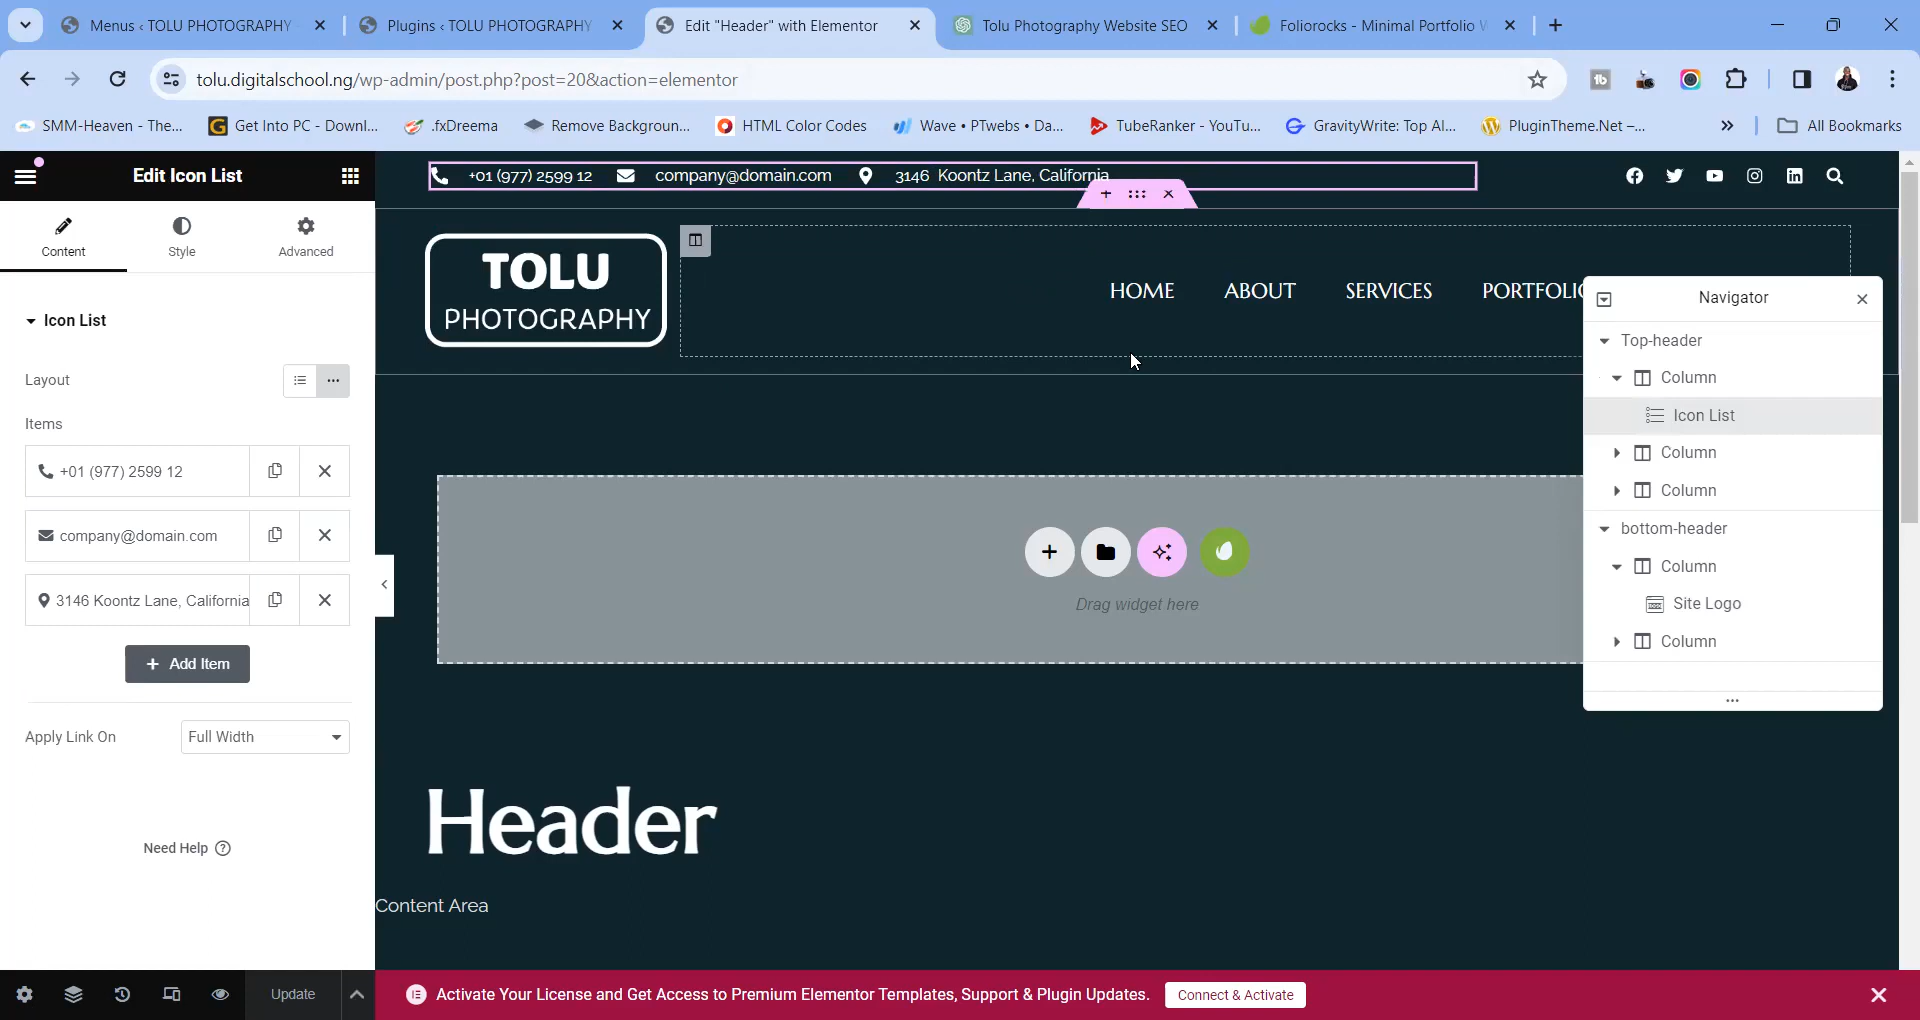 Menus ‹ TOLU PHOTOGRAPHY
Plugins ‹ TOLU PHOTOGRAPHY
Edit "Header" with Elementor
Tolu Photography Website SEO
Foliorocks - Minimal Portfolio
tolu.digitalschool.ng/wp-admin/post.php?post=20&action=elementor
SMM-Heaven - The...
Get Into PC - Downl...
.fxDreema
Remove Backgroun...
HTML Color Codes
Wave • PTwebs • Da...
TubeRanker - YouTu...
GravityWrite: Top Al...
PluginTheme.Net –...
All Bookmarks
Edit Icon List
Content
Style
Advanced
Icon List
Layout
Items
+01 (977) 2599 12
company@domain.com
3146 Koontz Lane, California
Add Item
Apply Link On
Full Width
Need Help
Update
+01 (977) 2599 12
company@domain.com
3146 Koontz Lane, California
TOLU
PHOTOGRAPHY
HOME
ABOUT
SERVICES
PORTFOLIO
Drag widget here
Header
Content Area
Navigator
Top-header
Column
Icon List
Column
Column
bottom-header
Column
Site Logo
Column
Activate Your License and Get Access to Premium Elementor Templates, Support & Plugin Updates.
Connect & Activate